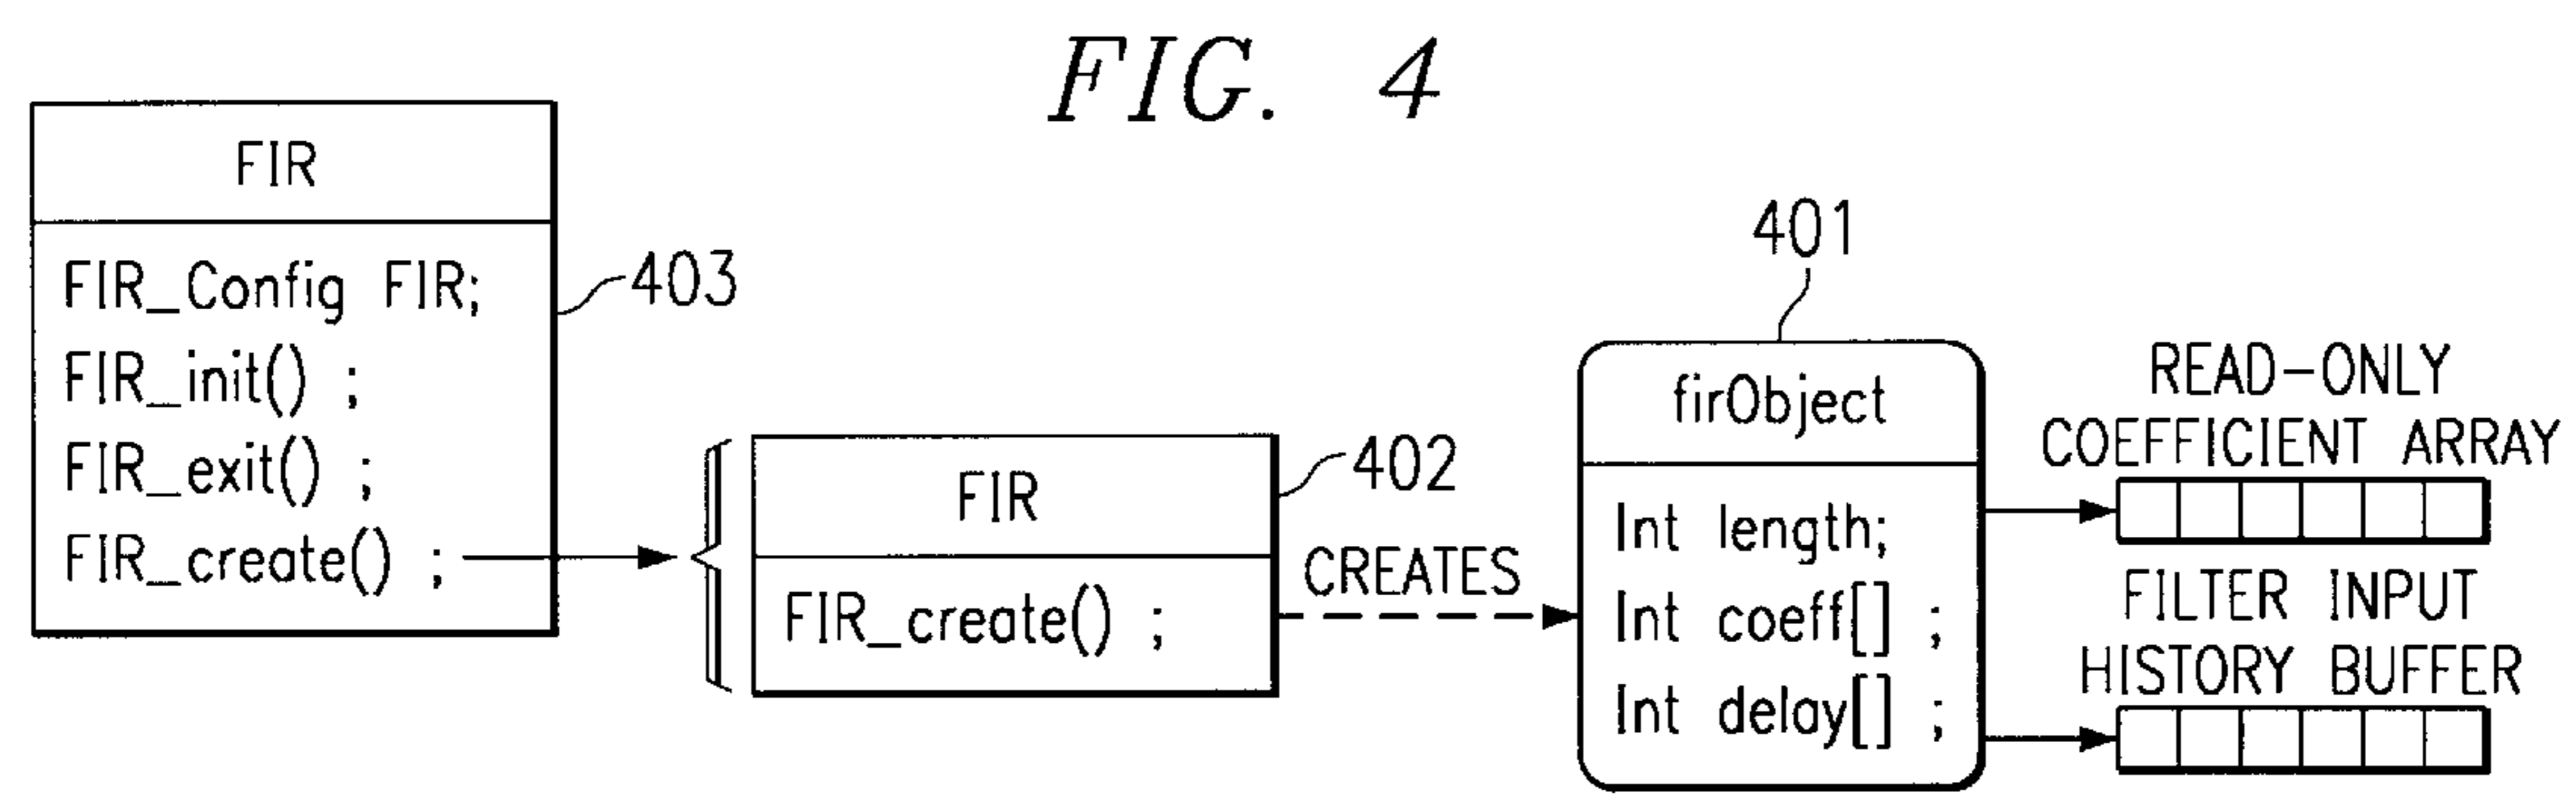 FIG. 4
FIR
FIR_Config FIR;
FIR_init() ;
FIR_exit() ;
FIR_create() ;
403
FIR
FIR_create() ;
402
CREATES
401
firObject
Int length;
Int coeff[] ;
Int delay[] ;
READ-ONLY
COEFFICIENT ARRAY
FILTER INPUT
HISTORY BUFFER